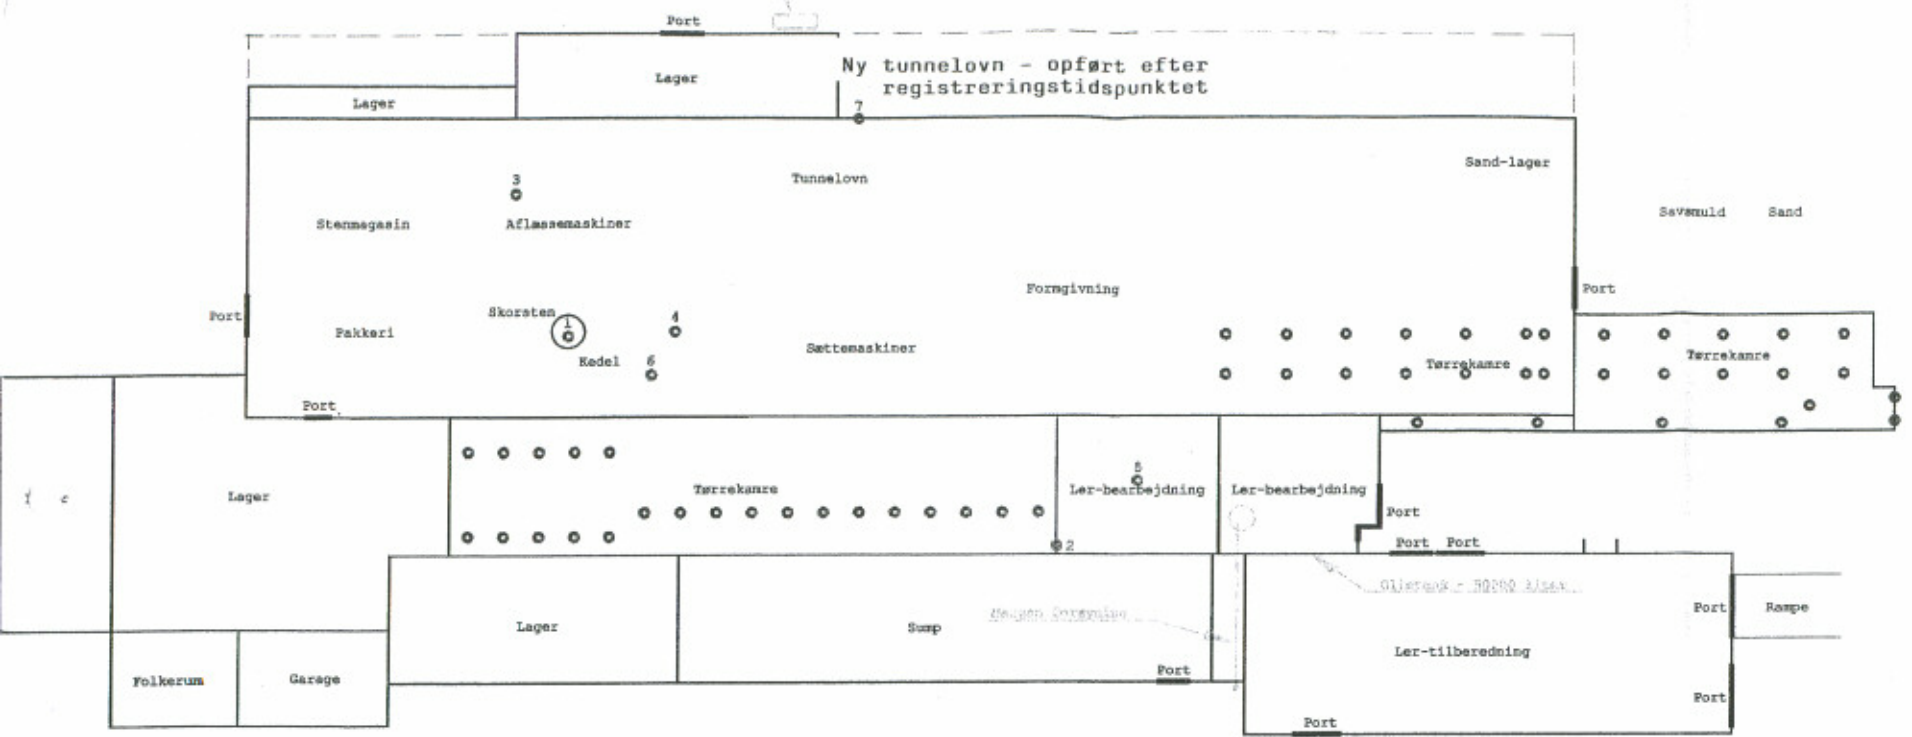 Port
Ny tunnelovn - opført efter
registreringstidspunktet
Lager
Lager
7
Sand-lager
Tunnelovn
3
Savsmuld Sand
Stenmagasin
Aflæssemaskiner
Formgivning
Port
Port
Skorsten
1
4
Pakkeri
Sættemaskiner
Kedel
6
Tørrekamre
Tørrekamre
Port
5
Lager
Tørrekamre
Ler-bearbejdning
Ler-bearbejdning
Port
2
Port Port
Port
Rampe
Lager
Sump
Ler-tilberedning
Port
Folkerum
Garage
Port
Port